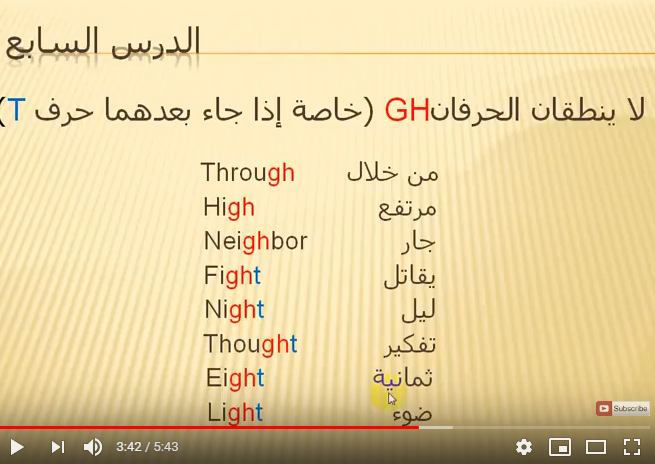 الدرس السابع
لا ينطقان الحرفان GH (خاصة إذا جاء بعدهما حرف T)
Through من خلال
High مرتفع
Neighbor جار
Fight يقاتل
Night ليل
Thought تفكير
Eight ثمانية
Light ضوء
Subscribe
3:42 / 5:43